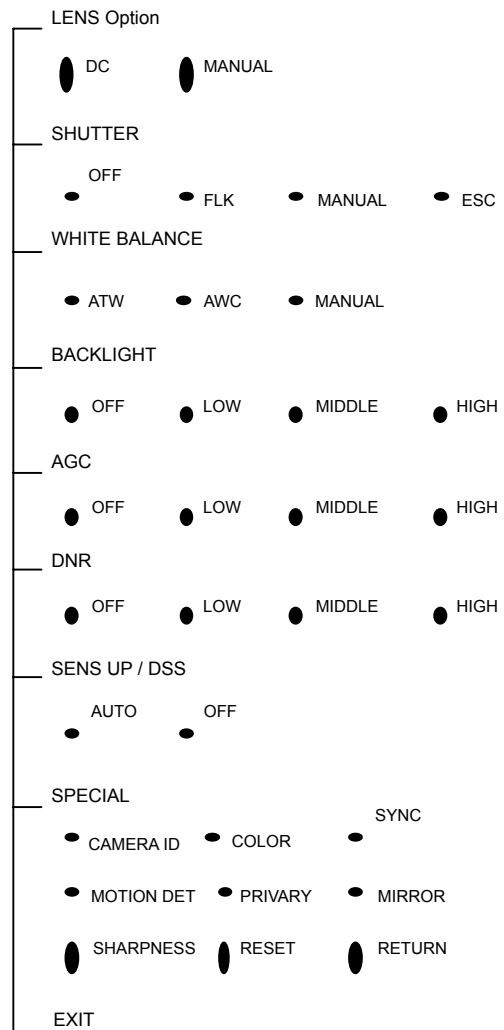 LENS Option
DC MANUAL
SHUTTER
OFF FLK MANUAL ESC
WHITE BALANCE
ATW AWC MANUAL
BACKLIGHT
OFF LOW MIDDLE HIGH
AGC
OFF LOW MIDDLE HIGH
DNR
OFF LOW MIDDLE HIGH
SENS UP / DSS
AUTO OFF
SPECIAL
CAMERA ID COLOR SYNC
MOTION DET PRIVARY MIRROR
SHARPNESS RESET RETURN
EXIT